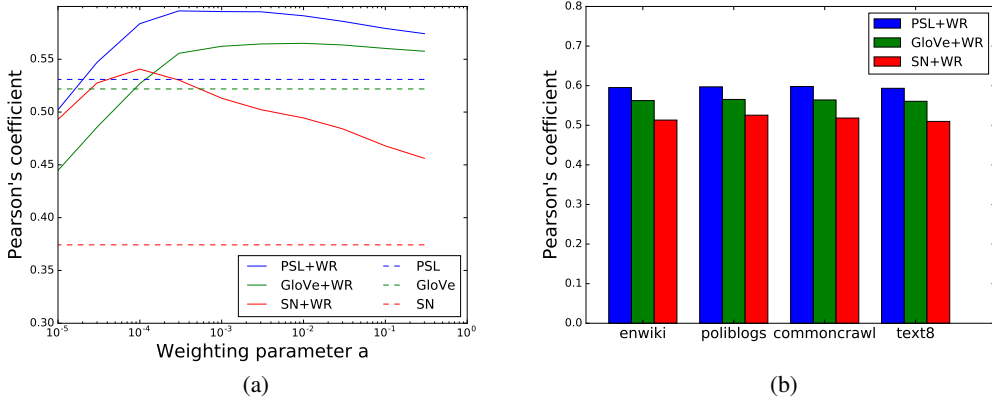 Pearson's coefficient
0.55
0.50
0.45
0.40
0.35
0.30
PSL+WR
GloVe+WR
SN+WR
PSL
GloVe
SN
10^-5 10^-4 10^-3 10^-2 10^-1 10^0
Weighting parameter a
(a)
Pearson's coefficient
0.8
0.7
0.6
0.5
0.4
0.3
0.2
0.1
0.0
PSL+WR
GloVe+WR
SN+WR
enwiki poliblogs commoncrawl text8
(b)